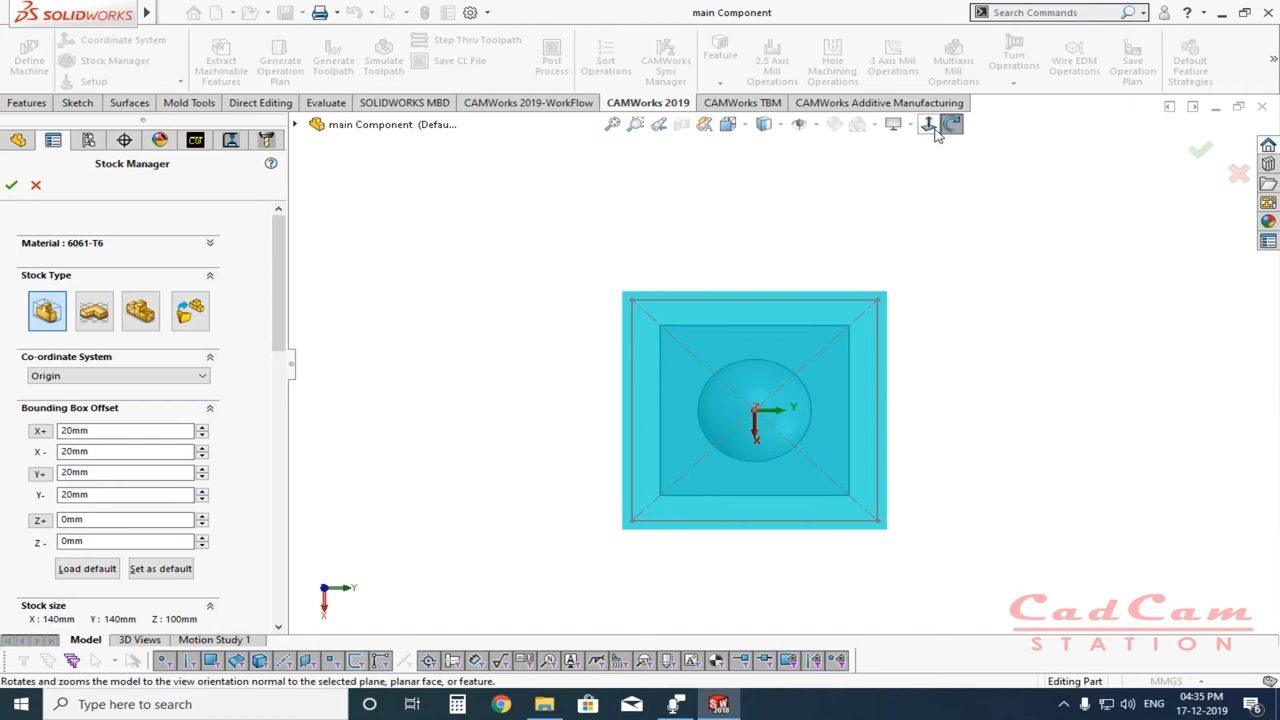 SOLIDWORKS
main Component
Search Commands
Define Machine
Coordinate System
Stock Manager
Setup
Extract Machinable Features
Generate Operation Plan
Generate Toolpath
Simulate Toolpath
Step Thru Toolpath
Save CL File
Post Process
Sort Operations
CAMWorks Sync Manager
Feature
2.5 Axis Mill Operations
Hole Machining Operations
3 Axis Mill Operations
Multiaxis Mill Operations
Turn Operations
Wire EDM Operations
Save Operation Plan
Default Feature Strategies
Features Sketch Surfaces Mold Tools Direct Editing Evaluate SOLIDWORKS MBD CAMWorks 2019-WorkFlow CAMWorks 2019 CAMWorks TBM CAMWorks Additive Manufacturing
main Component (Defau...
Stock Manager
Material : 6061-T6
Stock Type
Co-ordinate System
Origin
Bounding Box Offset
X+ 20mm
X - 20mm
Y+ 20mm
Y- 20mm
Z+ 0mm
Z - 0mm
Load default Set as default
Stock size
X : 140mm Y : 140mm Z : 100mm
Z
Y
X
Y
X
CadCam
STATION
Model 3D Views Motion Study 1
Rotates and zooms the model to the view orientation normal to the selected plane, planar face, or feature.
Editing Part
MMGS
Type here to search
SW
2018
ENG
04:35 PM
17-12-2019
6